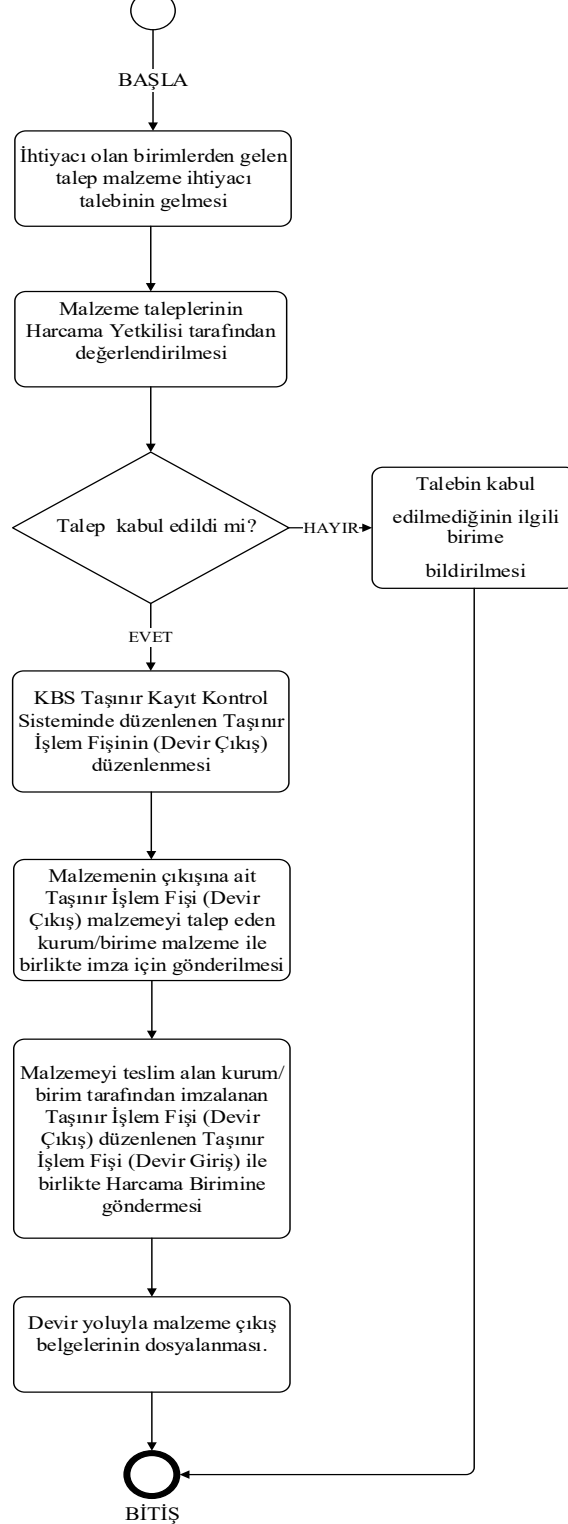 BAŞLA
İhtiyacı olan birimlerden gelen
talep malzeme ihtiyacı
talebinin gelmesi
Malzeme taleplerinin
Harcama Yetkilisi tarafından
değerlendirilmesi
Talep kabul edildi mi?
HAYIR
Talebin kabul
edilmediğinin ilgili
birime
bildirilmesi
EVET
KBS Taşınır Kayıt Kontrol
Sisteminde düzenlenen Taşınır
İşlem Fişinin (Devir Çıkış)
düzenlenmesi
Malzemenin çıkışına ait
Taşınır İşlem Fişi (Devir
Çıkış) malzemeyi talep eden
kurum/birime malzeme ile
birlikte imza için gönderilmesi
Malzemeyi teslim alan kurum/
birim tarafından imzalanan
Taşınır İşlem Fişi (Devir
Çıkış) düzenlenen Taşınır
İşlem Fişi (Devir Giriş) ile
birlikte Harcama Birimine
göndermesi
Devir yoluyla malzeme çıkış
belgelerinin dosyalanması.
BİTİŞ